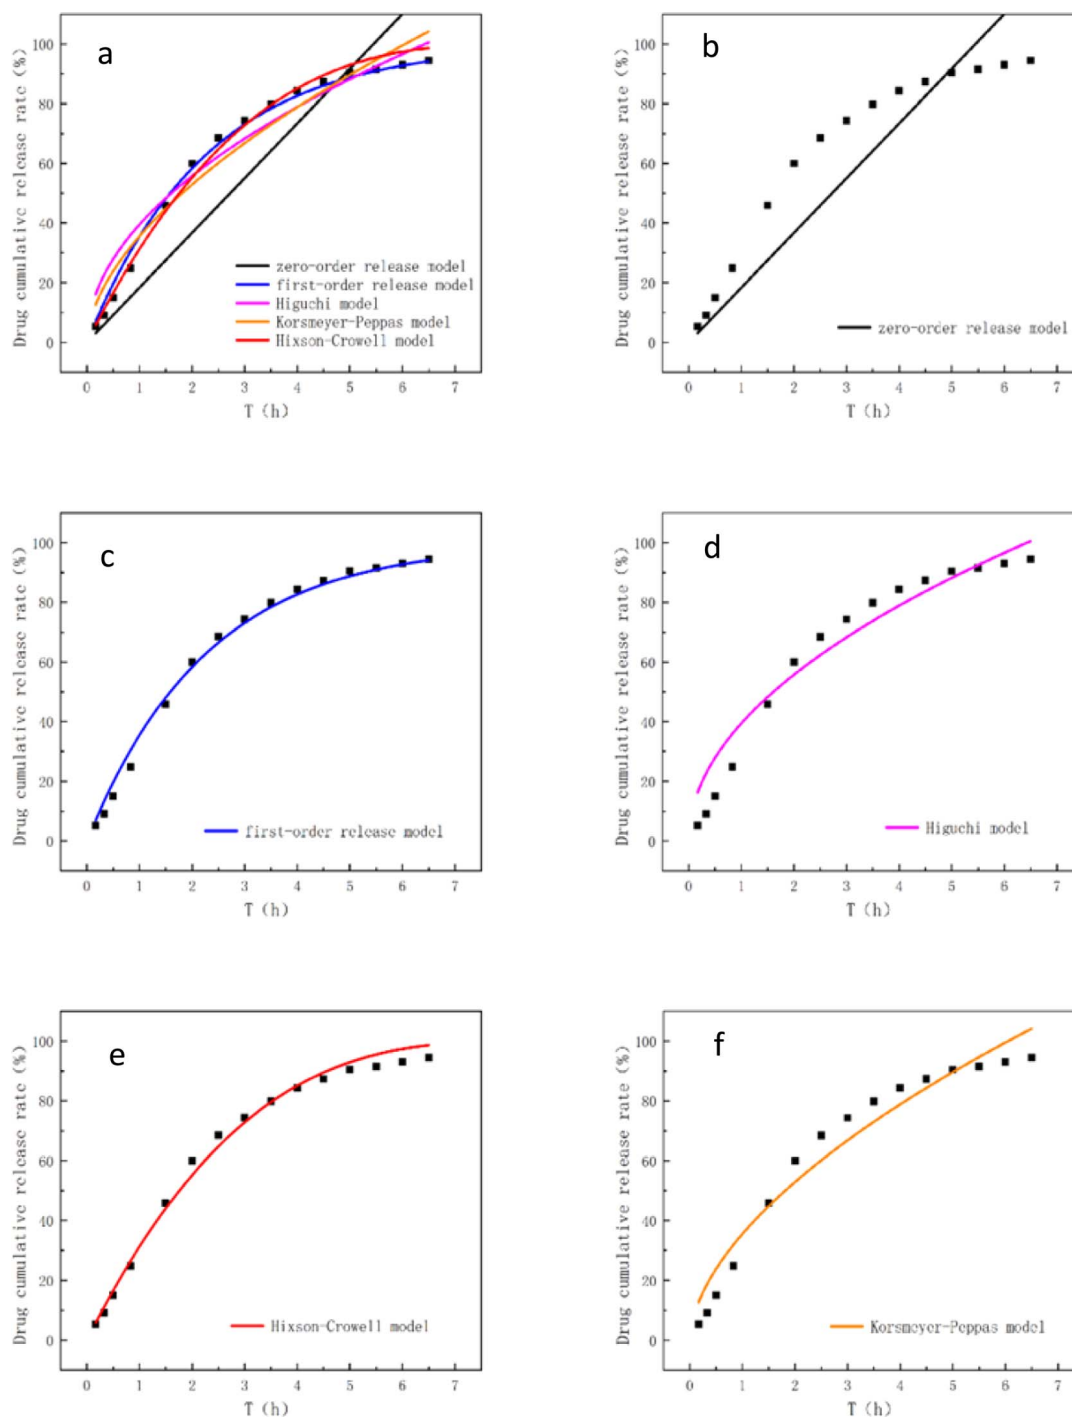 a
Drug cumulative release rate (%)
100
80
60
40
20
0
zero-order release model
first-order release model
Higuchi model
Korsmeyer-Peppas model
Hixson-Crowell model
0 1 2 3 4 5 6 7
T (h)
b
Drug cumulative release rate (%)
100
80
60
40
20
0
zero-order release model
0 1 2 3 4 5 6 7
T (h)
c
Drug cumulative release rate (%)
100
80
60
40
20
0
first-order release model
0 1 2 3 4 5 6 7
T (h)
d
Drug cumulative release rate (%)
100
80
60
40
20
0
Higuchi model
0 1 2 3 4 5 6 7
T (h)
e
Drug cumulative release rate (%)
100
80
60
40
20
0
Hixson-Crowell model
0 1 2 3 4 5 6 7
T (h)
f
Drug cumulative release rate (%)
100
80
60
40
20
0
Korsmeyer-Peppas model
0 1 2 3 4 5 6 7
T (h)